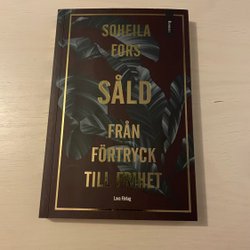 SOHEILA
FORS
SÅLD
FRÅN
FÖRTRYCK
TILL FRIHET
Lava Förlag